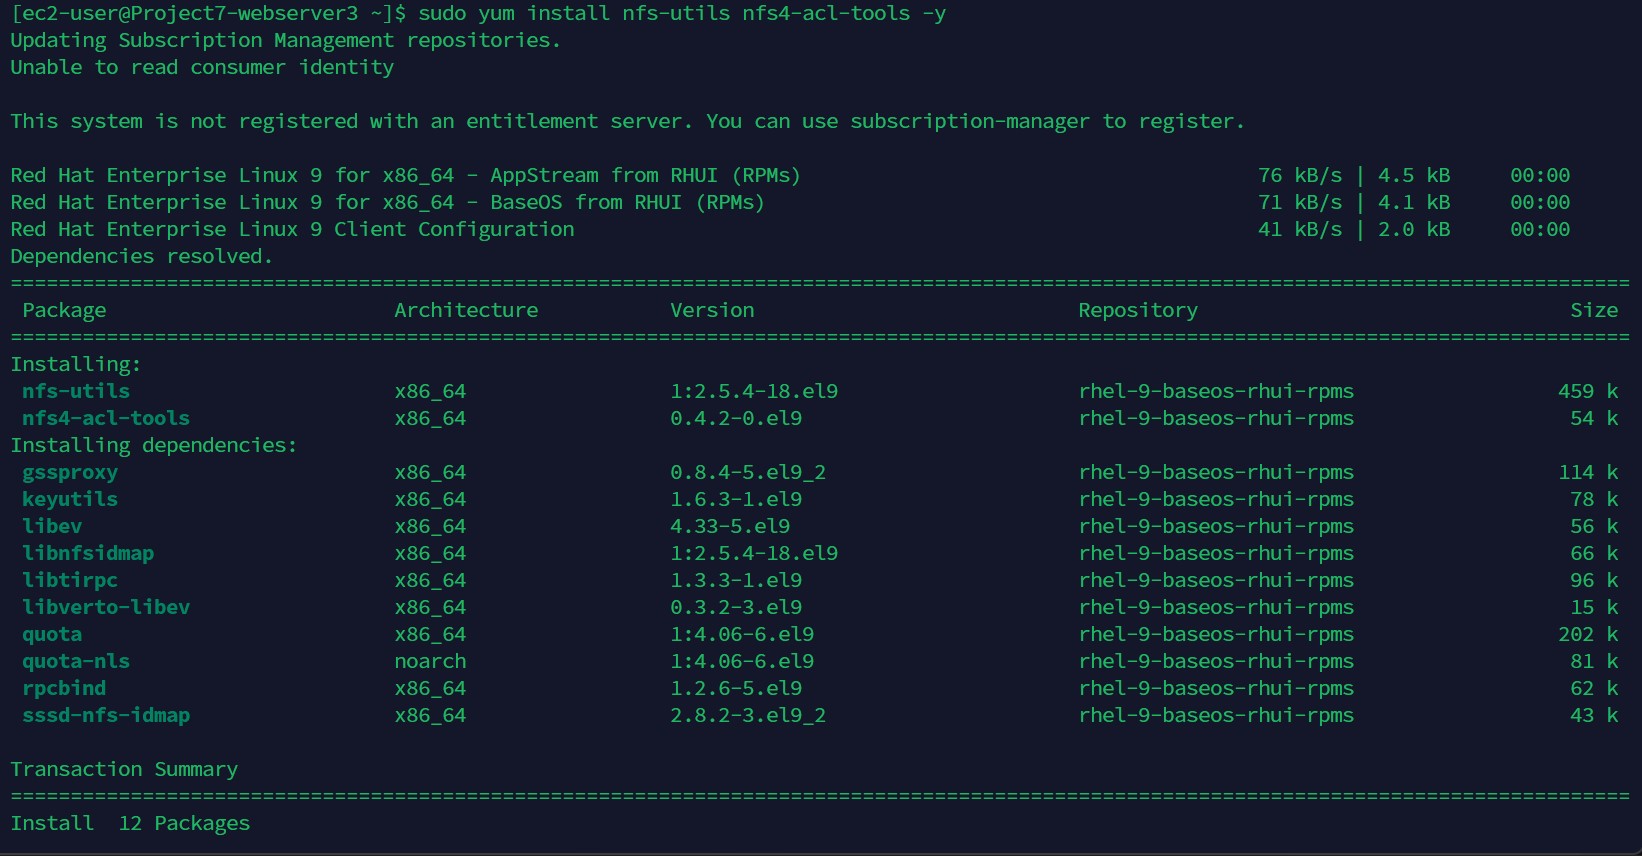 [ec2-user@Project7-webserver3 ~]$ sudo yum install nfs-utils nfs4-acl-tools -y
Updating Subscription Management repositories.
Unable to read consumer identity
This system is not registered with an entitlement server. You can use subscription-manager to register.
Red Hat Enterprise Linux 9 for x86_64 - AppStream from RHUI (RPMs) 76 kB/s | 4.5 kB 00:00
Red Hat Enterprise Linux 9 for x86_64 - BaseOS from RHUI (RPMs) 71 kB/s | 4.1 kB 00:00
Red Hat Enterprise Linux 9 Client Configuration 41 kB/s | 2.0 kB 00:00
Dependencies resolved.
=======================================================================================================================================
Package Architecture Version Repository Size
=======================================================================================================================================
Installing:
nfs-utils x86_64 1:2.5.4-18.el9 rhel-9-baseos-rhui-rpms 459 k
nfs4-acl-tools x86_64 0.4.2-0.el9 rhel-9-baseos-rhui-rpms 54 k
Installing dependencies:
gssproxy x86_64 0.8.4-5.el9_2 rhel-9-baseos-rhui-rpms 114 k
keyutils x86_64 1.6.3-1.el9 rhel-9-baseos-rhui-rpms 78 k
libev x86_64 4.33-5.el9 rhel-9-baseos-rhui-rpms 56 k
libnfsidmap x86_64 1:2.5.4-18.el9 rhel-9-baseos-rhui-rpms 66 k
libtirpc x86_64 1.3.3-1.el9 rhel-9-baseos-rhui-rpms 96 k
libverto-libev x86_64 0.3.2-3.el9 rhel-9-baseos-rhui-rpms 15 k
quota x86_64 1:4.06-6.el9 rhel-9-baseos-rhui-rpms 202 k
quota-nls noarch 1:4.06-6.el9 rhel-9-baseos-rhui-rpms 81 k
rpcbind x86_64 1.2.6-5.el9 rhel-9-baseos-rhui-rpms 62 k
sssd-nfs-idmap x86_64 2.8.2-3.el9_2 rhel-9-baseos-rhui-rpms 43 k
Transaction Summary
=======================================================================================================================================
Install 12 Packages